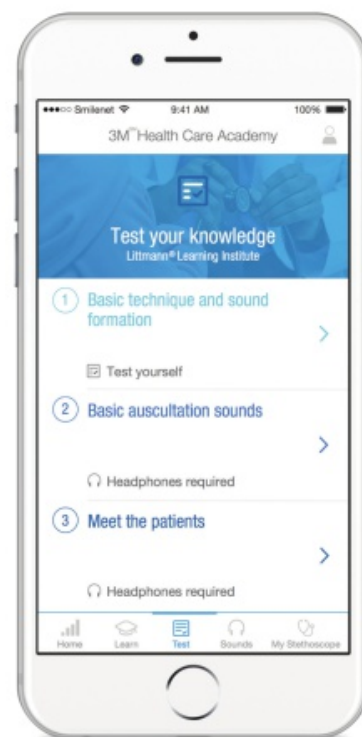 Smilenet 9:41 AM 100%
3M™ Health Care Academy
Test your knowledge
Littmann® Learning Institute
1 Basic technique and sound
formation
Test yourself
2 Basic auscultation sounds
Headphones required
3 Meet the patients
Headphones required
Home Learn Test Sounds My Stethoscope